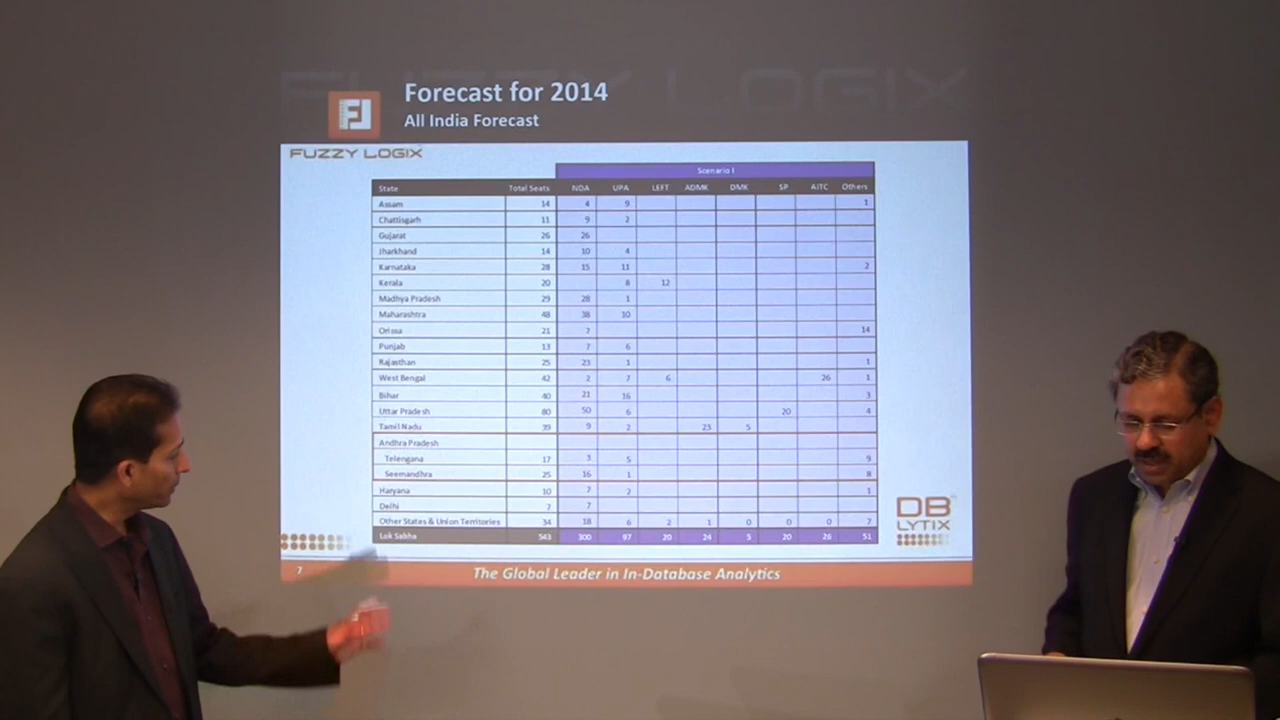 FUZZY LOGIX
Forecast for 2014
All India Forecast
FUZZY LOGIX
Scenario I
State Total Seats NDA UPA LEFT ADMK DMK SP AITC Others
Assam 14 4 9 1
Chattisgarh 11 9 2
Gujarat 26 26
Jharkhand 14 10 4
Karnataka 28 15 11 2
Kerala 20 8 12
Madhya Pradesh 29 28 1
Maharashtra 48 38 10
Orissa 21 7 14
Punjab 13 7 6
Rajasthan 25 23 1 1
West Bengal 42 2 7 6 26 1
Bihar 40 21 16 3
Uttar Pradesh 80 50 6 20 4
Tamil Nadu 39 9 2 23 5
Andhra Pradesh
Telengana 17 3 5 9
Seemandhra 25 16 1 8
Haryana 10 7 2 1
Delhi 7 7
Other States & Union Territories 34 18 6 2 1 0 0 0 7
Lok Sabha 543 300 97 20 24 5 20 26 51
DB
LYTIX
7
The Global Leader in In-Database Analytics